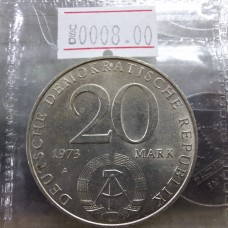 0008.00
DEUTSCHE DEMOKRATISCHE REPUBLIK
20
1973 MARK
A